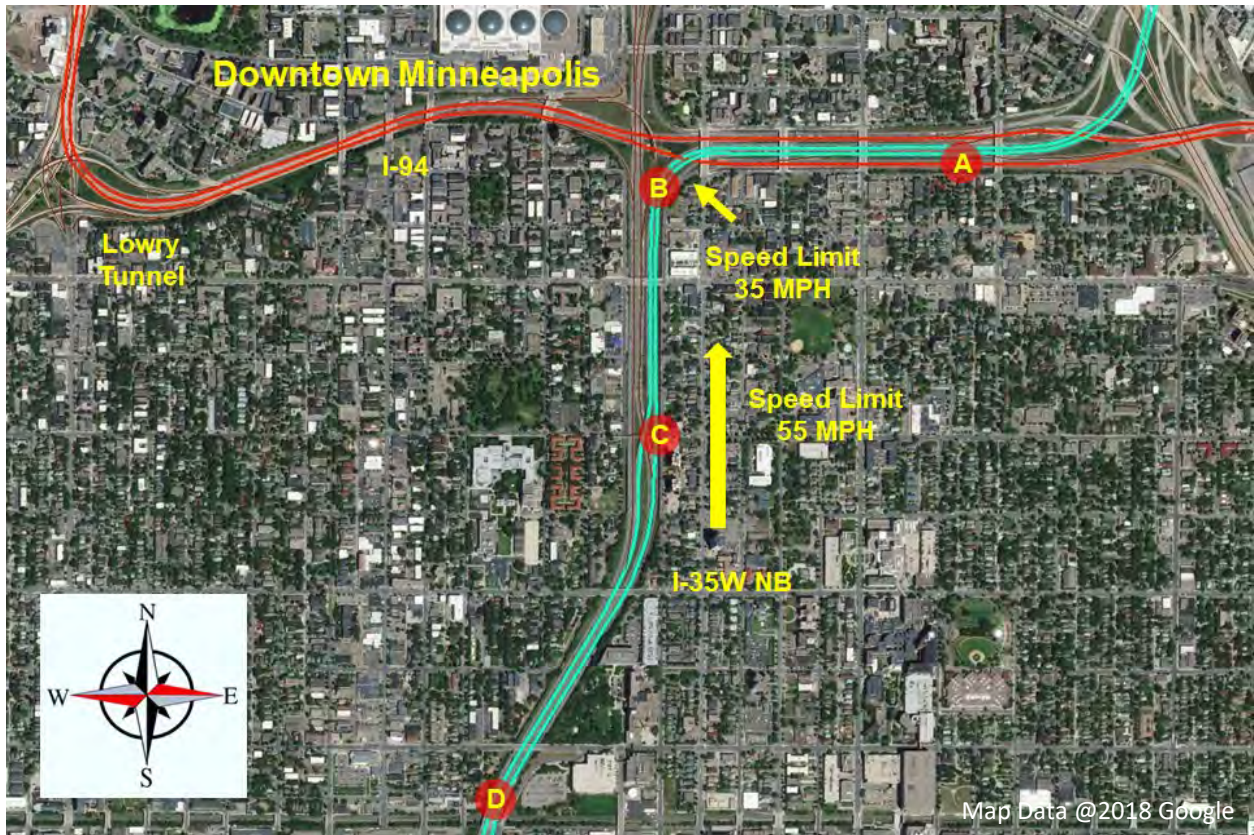 Downtown Minneapolis
A
I-94
B
Lowry
Tunnel
Speed Limit
35 MPH
Speed Limit
55 MPH
C
I-35W NB
N
W
E
S
D
Map Data @2018 Google